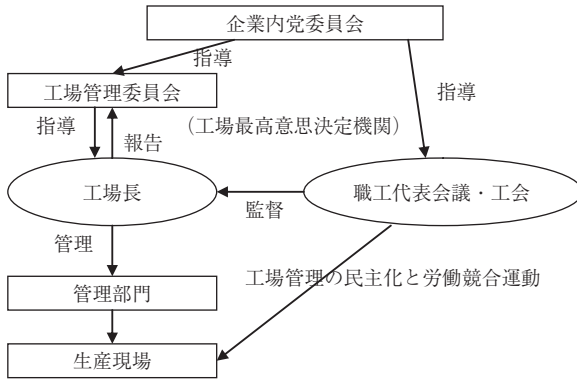 企業内党委員会
指導
工場管理委員会
指導
指導
報告
（工場最高意思決定機関）
工場長
監督
職工代表会議・工会
管理
工場管理の民主化と労働競合運動
管理部門
生産現場